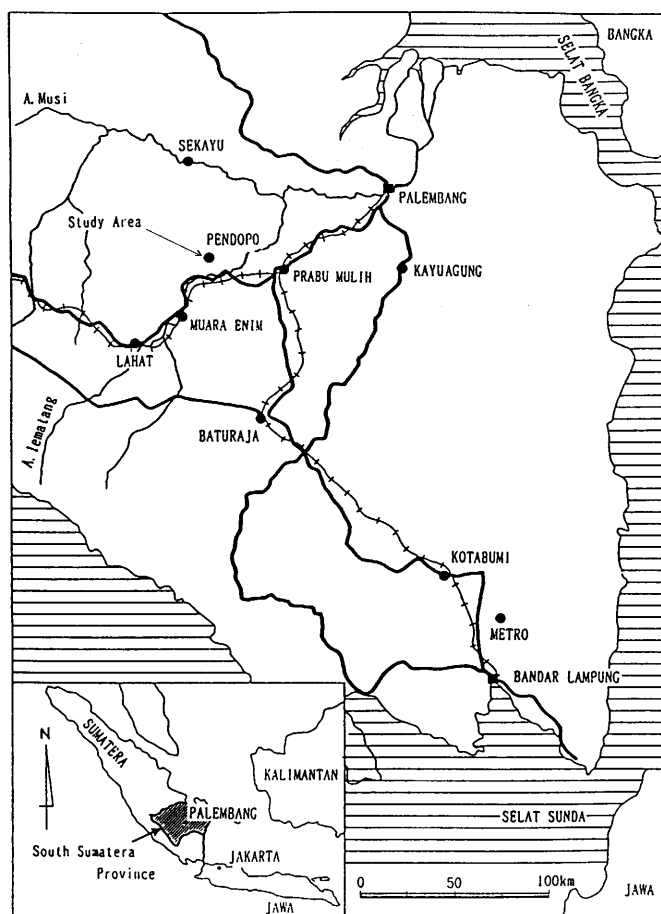 BANGKA
SELAT BANGKA
A.Musi
SEKAYU
PALEMBANG
Study Area
PENDOPO
PRABU MULIH
KAYUAGUNG
MUARA ENIM
LAHAT
A.lematang
BATURAJA
KOTABUMI
METRO
BANDAR LAMPUNG
N
SUMATERA
KALIMANTAN
PALEMBANG
South Sumatera
Province
JAKARTA
JAWA
SELAT SUNDA
0 50 100km
JAWA